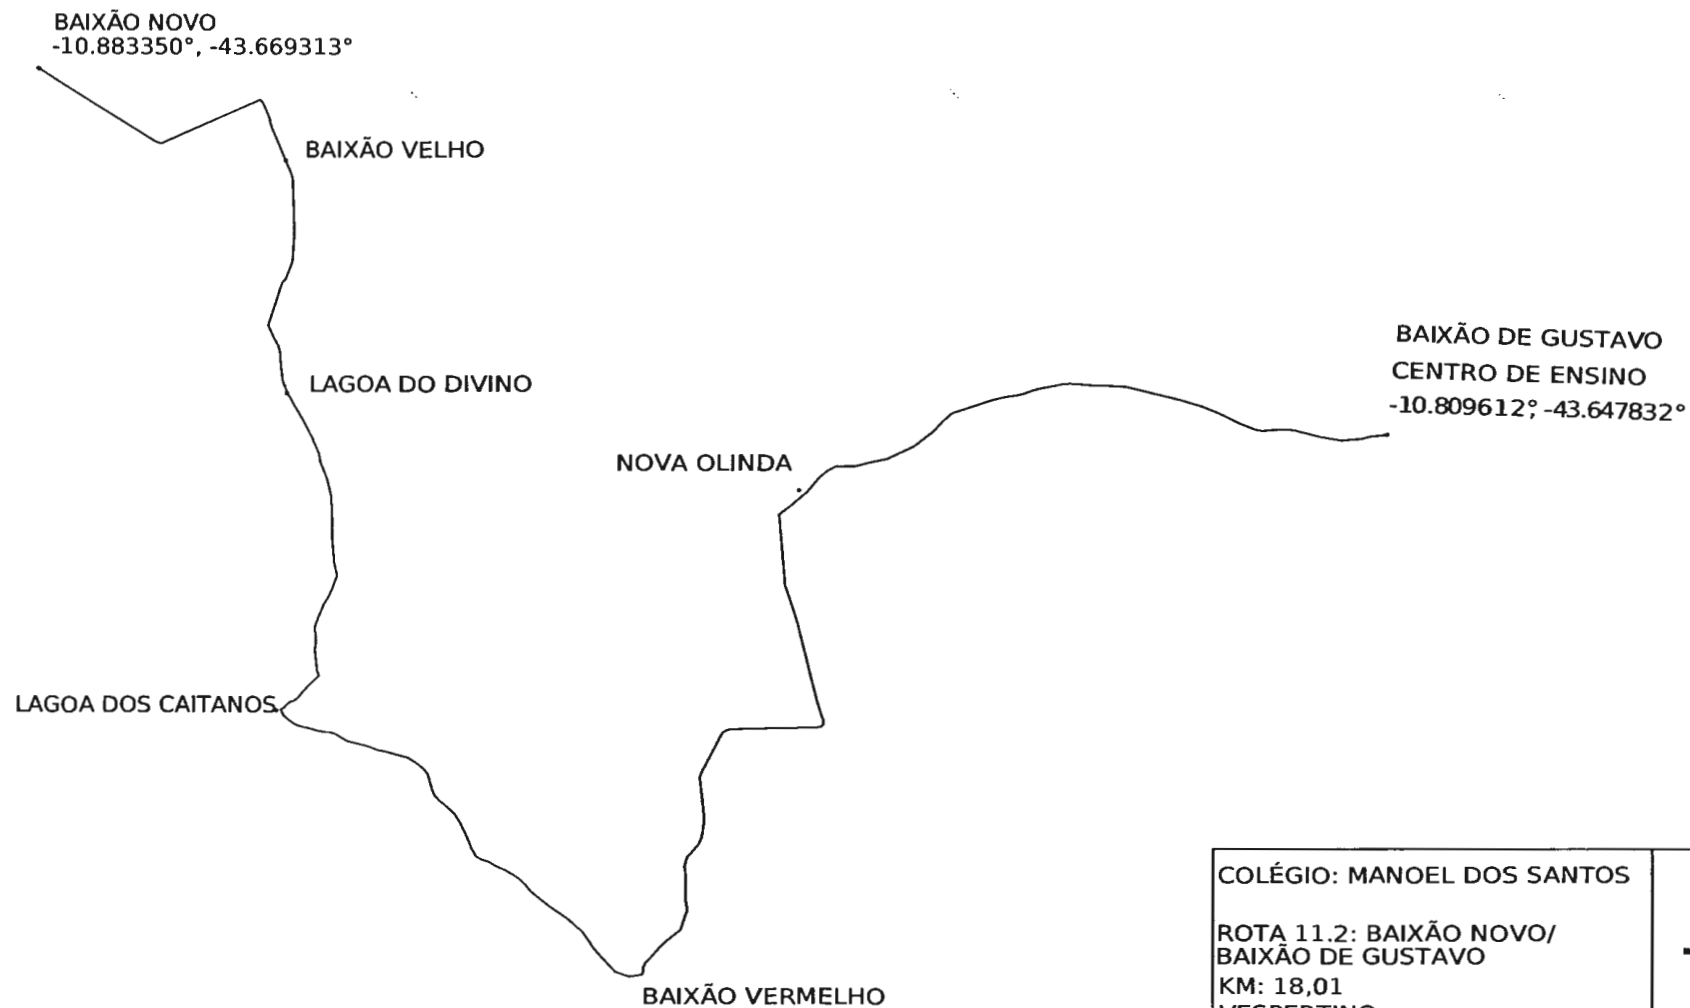 BAIXÃO NOVO
-10.883350°, -43.669313°
BAIXÃO VELHO
LAGOA DO DIVINO
BAIXÃO DE GUSTAVO
CENTRO DE ENSINO
-10.809612°, -43.647832°
NOVA OLINDA
LAGOA DOS CAITANOS
BAIXÃO VERMELHO
COLÉGIO: MANOEL DOS SANTOS
ROTA 11.2: BAIXÃO NOVO/
BAIXÃO DE GUSTAVO
KM: 18,01
VESPERTINO